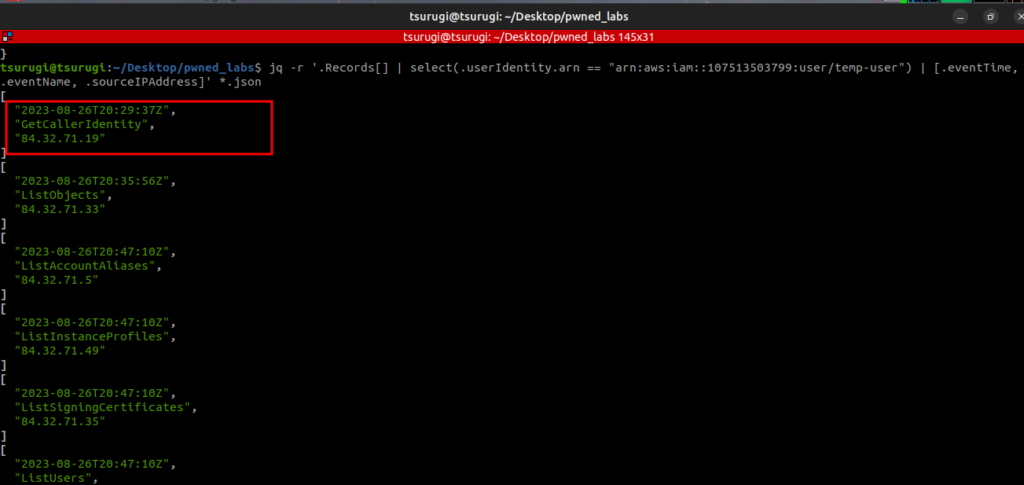 tsurugi@tsurugi: ~/Desktop/pwned_labs
tsurugi@tsurugi: ~/Desktop/pwned_labs 145x31
}
tsurugi@tsurugi:~/Desktop/pwned_labs$ jq -r '.Records[] | select(.userIdentity.arn == "arn:aws:iam::107513503799:user/temp-user") | [.eventTime,
.eventName, .sourceIPAddress]' *.json
[
"2023-08-26T20:29:37Z",
"GetCallerIdentity",
"84.32.71.19"
]
[
"2023-08-26T20:35:56Z",
"ListObjects",
"84.32.71.33"
]
[
"2023-08-26T20:47:10Z",
"ListAccountAliases",
"84.32.71.5"
]
[
"2023-08-26T20:47:10Z",
"ListInstanceProfiles",
"84.32.71.49"
]
[
"2023-08-26T20:47:10Z",
"ListSigningCertificates",
"84.32.71.35"
]
[
"2023-08-26T20:47:10Z",
"ListUsers",